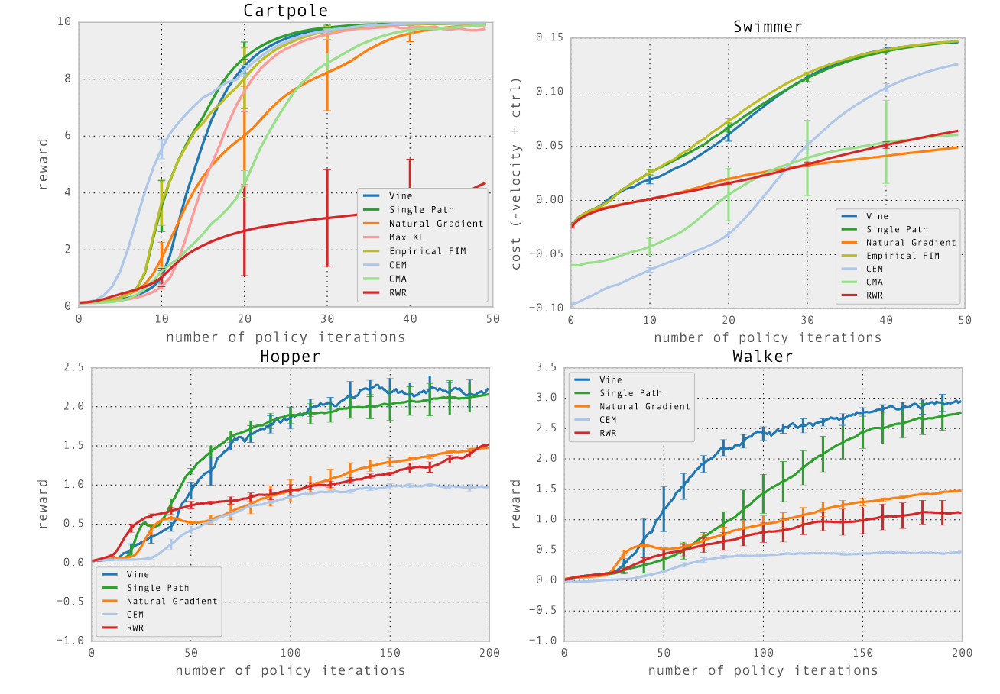 Cartpole
10
8
6
4
2
0
reward
0 10 20 30 40 50
number of policy iterations
Vine
Single Path
Natural Gradient
Max KL
Empirical FIM
CEM
CMA
RWR
Swimmer
0.15
0.10
0.05
0.00
−0.05
−0.10
cost (-velocity + ctrl)
0 10 20 30 40 50
number of policy iterations
Vine
Single Path
Natural Gradient
Empirical FIM
CEM
CMA
RWR
Hopper
2.5
2.0
1.5
1.0
0.5
0.0
−0.5
−1.0
reward
0 50 100 150 200
number of policy iterations
Vine
Single Path
Natural Gradient
CEM
RWR
Walker
3.5
3.0
2.5
2.0
1.5
1.0
0.5
0.0
−0.5
−1.0
reward
0 50 100 150 200
number of policy iterations
Vine
Single Path
Natural Gradient
CEM
RWR